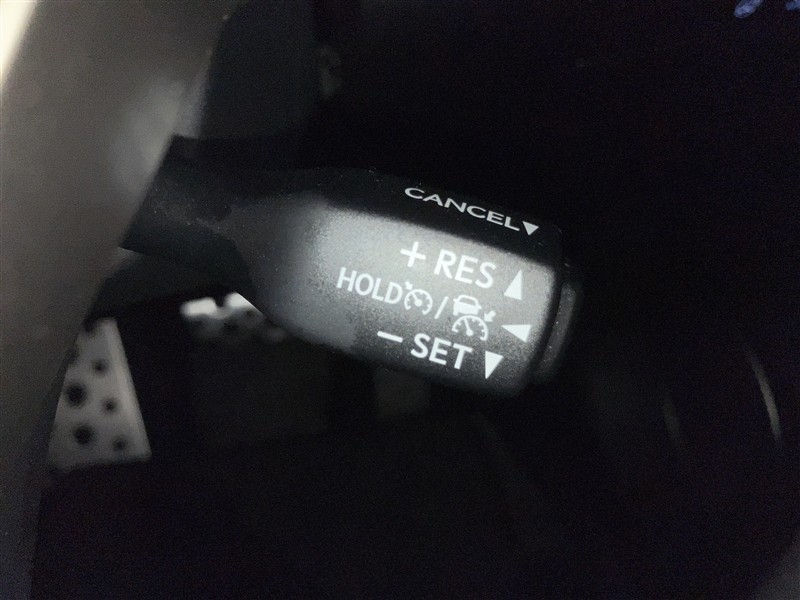 CANCEL
+ RES
HOLD /
- SET